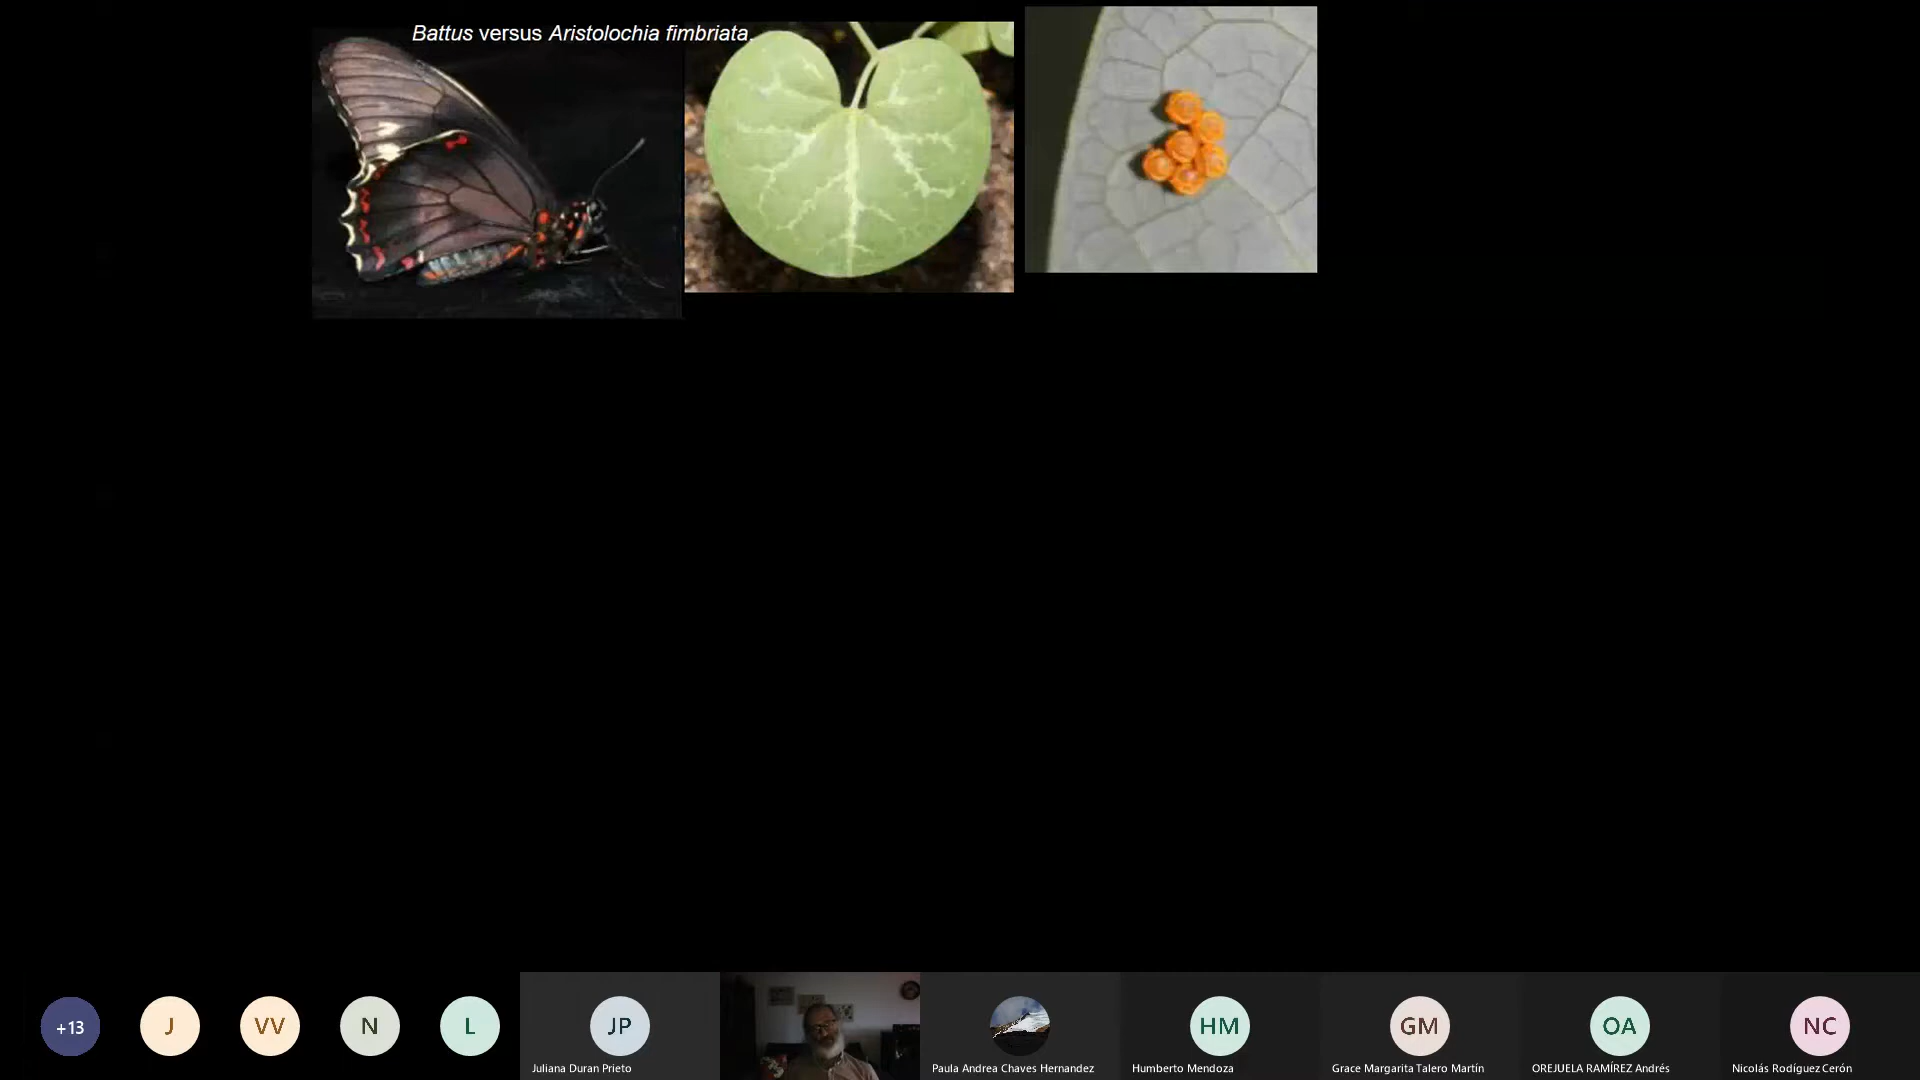 Battus versus Aristolochia fimbriata.
+13
J
VV
N
L
JP
Juliana Duran Prieto
Paula Andrea Chaves Hernandez
HM
Humberto Mendoza
GM
Grace Margarita Talero Martín
OA
OREJUELA RAMÍREZ Andrés
NC
Nicolás Rodíguez Cerón